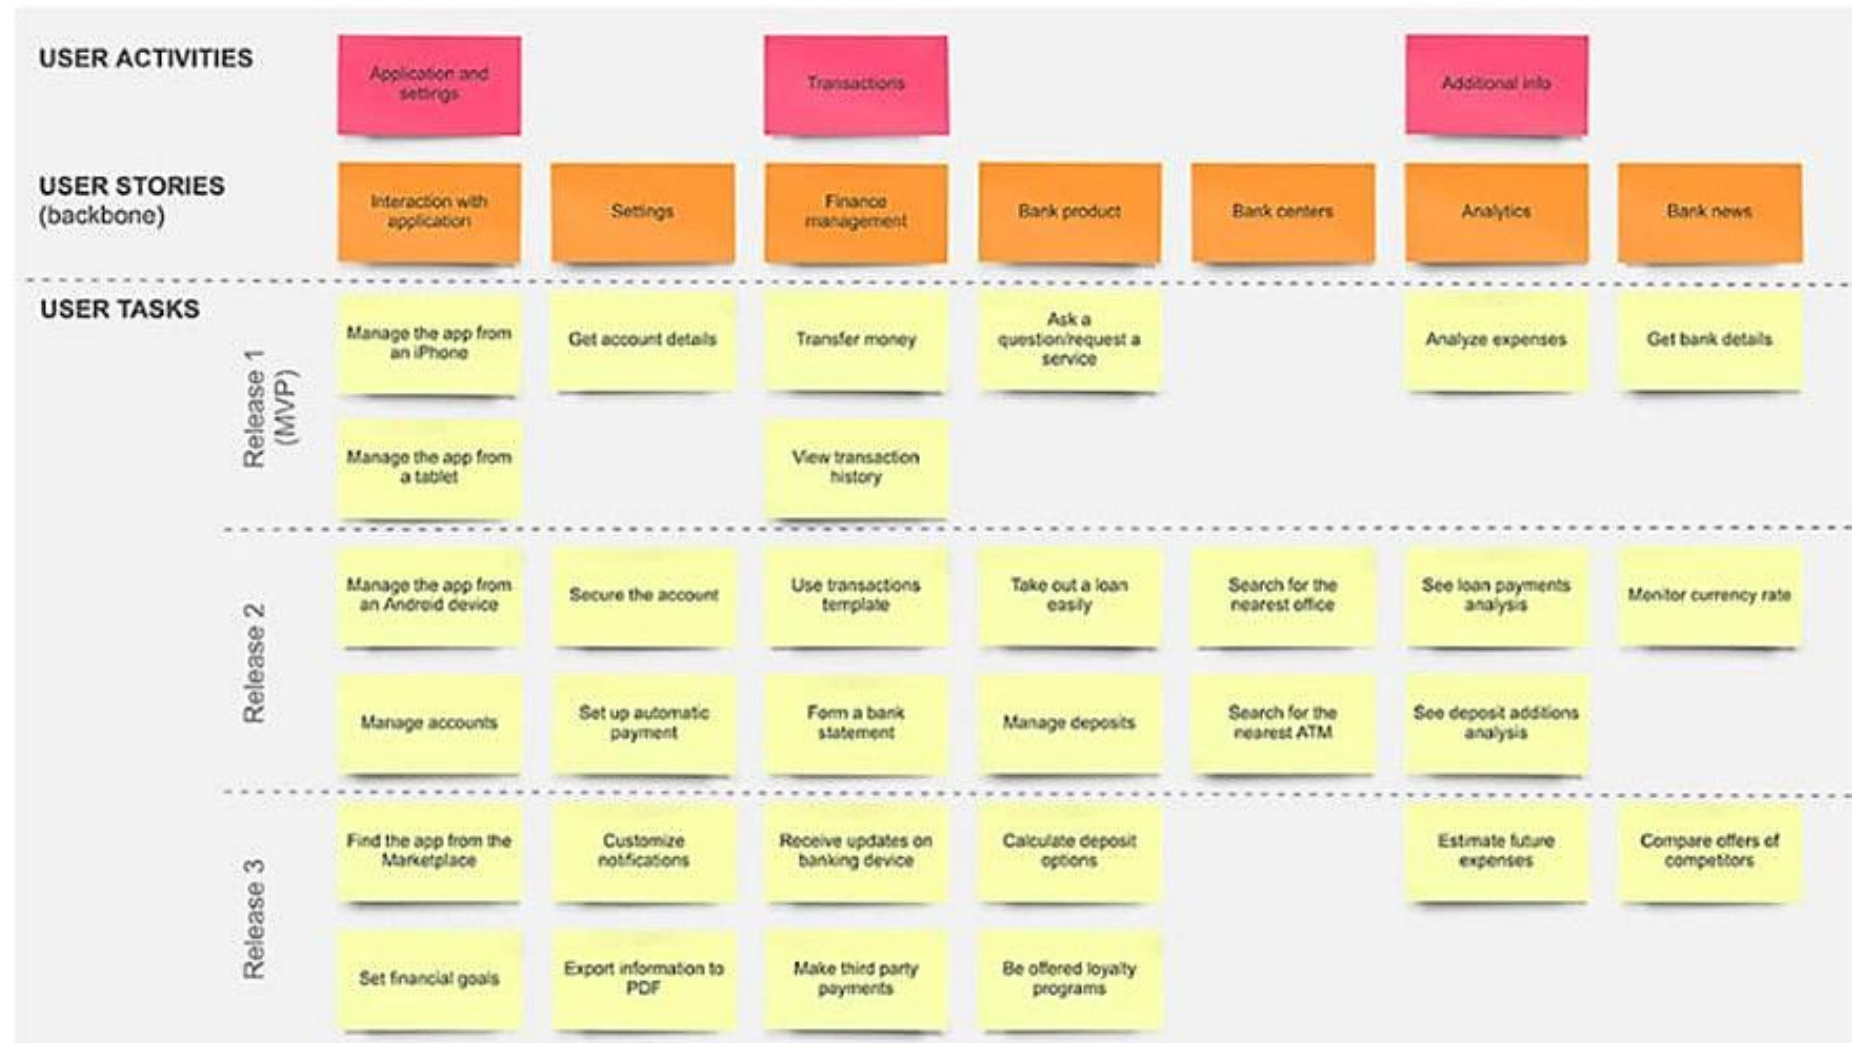 USER ACTIVITIES
Application and
settings
Transactions
Additional info
USER STORIES
(backbone)
Interaction with
application
Settings
Finance
management
Bank product
Bank centers
Analytics
Bank news
USER TASKS
Release 1
(MVP)
Manage the app from
an iPhone
Get account details
Transfer money
Ask a
question/request a
service
Analyze expenses
Get bank details
Manage the app from
a tablet
View transaction
history
Release 2
Manage the app from
an Android device
Secure the account
Use transactions
template
Take out a loan
easily
Search for the
nearest office
See loan payments
analysis
Monitor currency rate
Manage accounts
Set up automatic
payment
Form a bank
statement
Manage deposits
Search for the
nearest ATM
See deposit additions
analysis
Release 3
Find the app from the
Marketplace
Customize
notifications
Receive updates on
banking device
Calculate deposit
options
Estimate future
expenses
Compare offers of
competitors
Set financial goals
Export information to
PDF
Make third party
payments
Be offered loyalty
programs